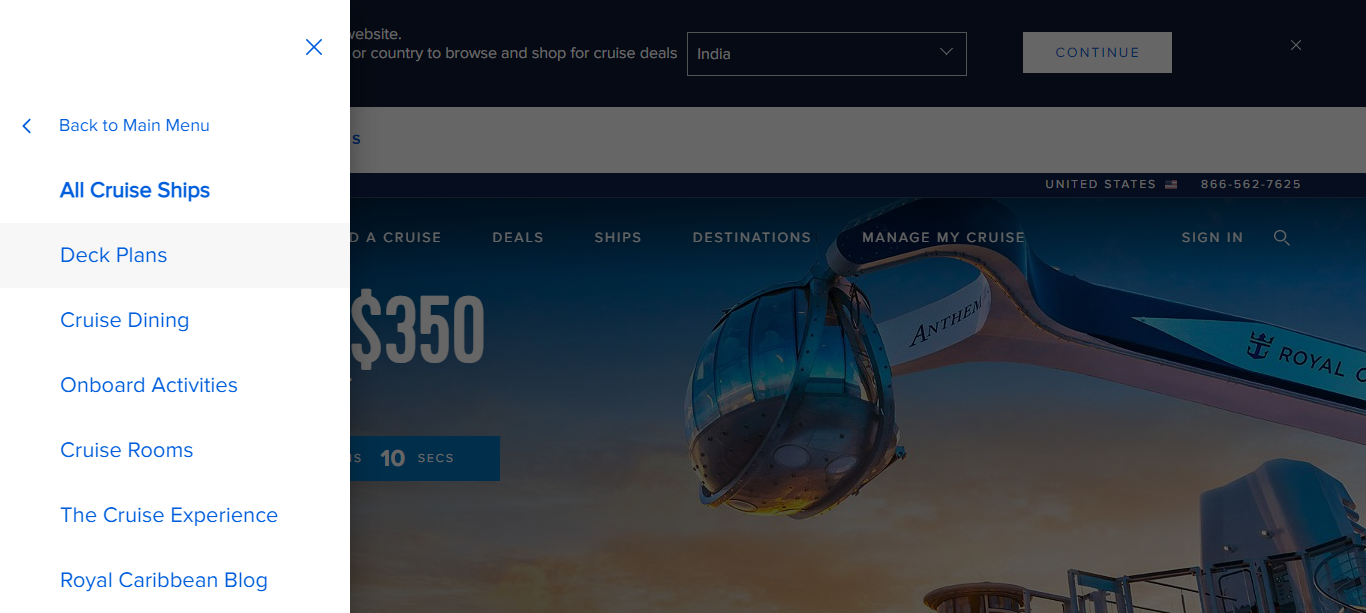 website.
or country to browse and shop for cruise deals
India
CONTINUE
Back to Main Menu
All Cruise Ships
Deck Plans
Cruise Dining
Onboard Activities
Cruise Rooms
The Cruise Experience
Royal Caribbean Blog
S
UNITED STATES 866-562-7625
D A CRUISE DEALS SHIPS DESTINATIONS MANAGE MY CRUISE SIGN IN
$350
10 SECS
ANTHEM
ROYAL C